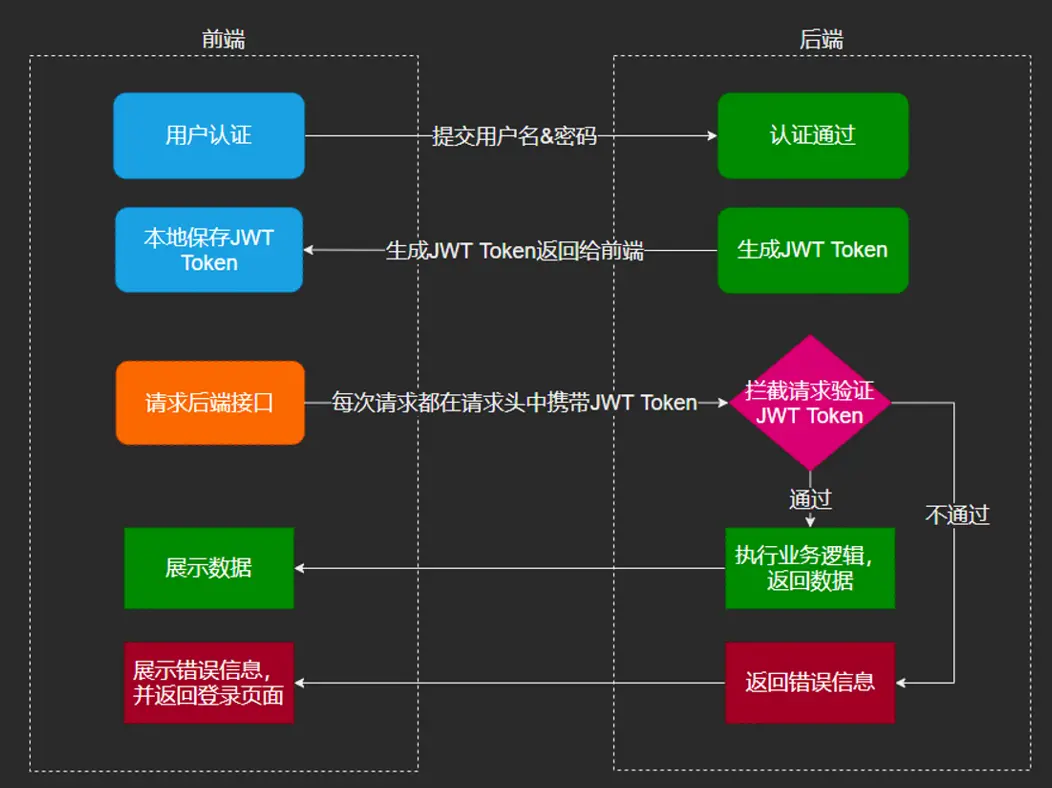 前端
后端
用户认证
提交用户名&密码
认证通过
本地保存JWT
Token
生成JWT Token返回给前端
生成JWT Token
请求后端接口
每次请求都在请求头中携带JWT Token
拦截请求验证
JWT Token
通过
不通过
展示数据
执行业务逻辑，
返回数据
展示错误信息，
并返回登录页面
返回错误信息